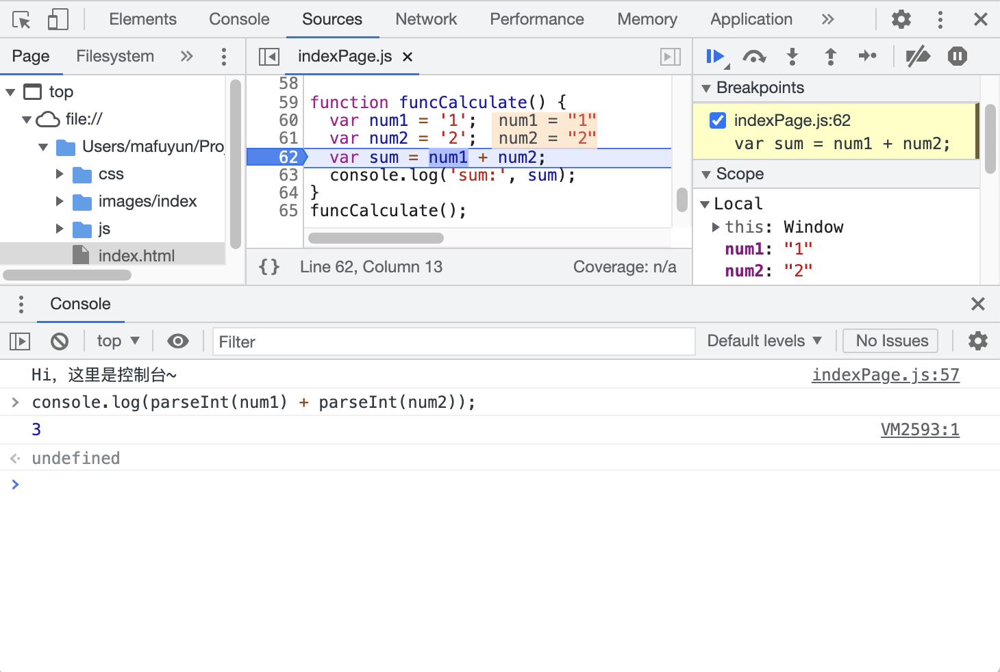 Elements Console Sources Network Performance Memory Application
Page Filesystem
top
file://
Users/mafuyun/Pro
css
images/index
js
index.html
indexPage.js
58
59 function funcCalculate() {
60 var num1 = '1'; num1 = "1"
61 var num2 = '2'; num2 = "2"
62 var sum = num1 + num2;
63 console.log('sum:', sum);
64 }
65 funcCalculate();
{} Line 62, Column 13 Coverage: n/a
Breakpoints
indexPage.js:62
var sum = num1 + num2;
Scope
Local
this: Window
num1: "1"
num2: "2"
Console
top Filter Default levels No Issues
Hi, 这里是控制台~ indexPage.js:57
console.log(parseInt(num1) + parseInt(num2));
3 VM2593:1
undefined